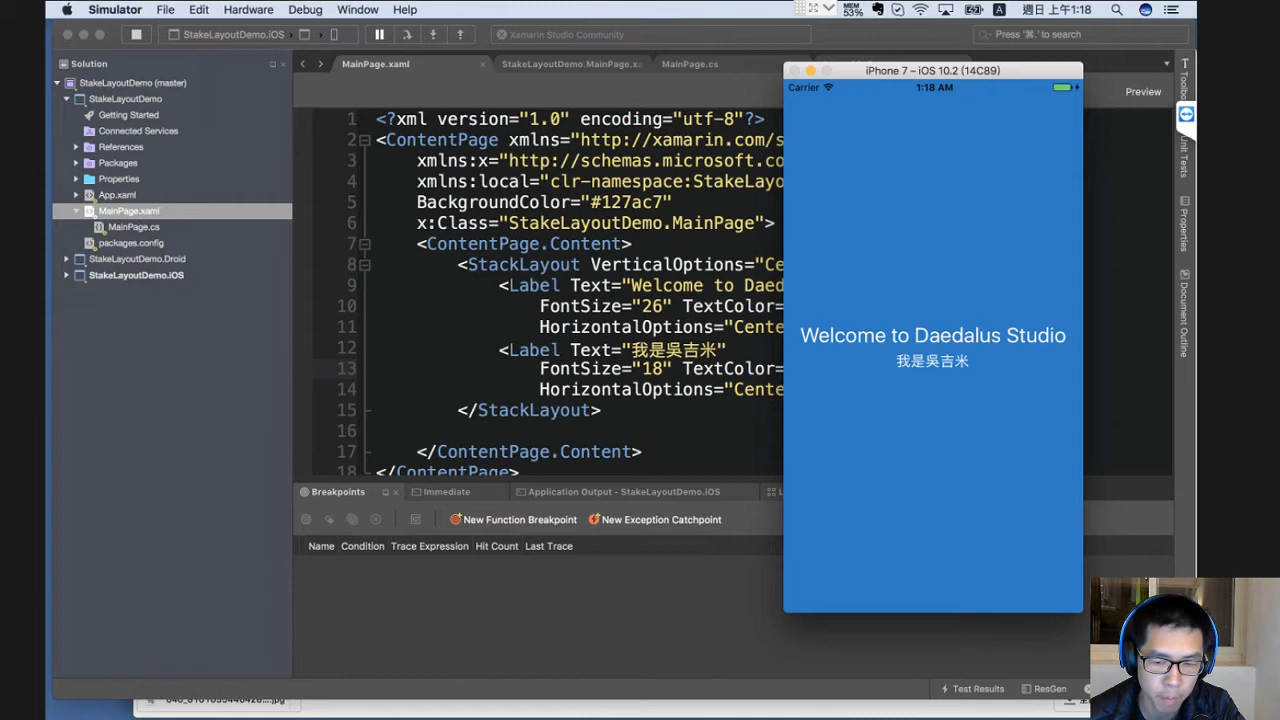 Simulator File Edit Hardware Debug Window Help
MEM 53% A 週日上午1:18
StakeLayoutDemo.iOS
Xamarin Studio Community
Press '⌘.' to search
Solution
StakeLayoutDemo (master)
StakeLayoutDemo
Getting Started
Connected Services
References
Packages
Properties
App.xaml
MainPage.xaml
MainPage.cs
packages.config
StakeLayoutDemo.Droid
StakeLayoutDemo.iOS
MainPage.xaml StakeLayoutDemo.MainPage.xa MainPage.cs
Preview
1 <?xml version="1.0" encoding="utf-8"?>
2 <ContentPage xmlns="http://xamarin.com/s
3 xmlns:x="http://schemas.microsoft.co
4 xmlns:local="clr-namespace:StakeLayo
5 BackgroundColor="#127ac7"
6 x:Class="StakeLayoutDemo.MainPage">
7 <ContentPage.Content>
8 <StackLayout VerticalOptions="Ce
9 <Label Text="Welcome to Daed
10 FontSize="26" TextColor=
11 HorizontalOptions="Cente
12 <Label Text="我是吳吉米"
13 FontSize="18" TextColor=
14 HorizontalOptions="Cente
15 </StackLayout>
16
17 </ContentPage.Content>
18 </ContentPage>
iPhone 7 – iOS 10.2 (14C89)
Carrier 1:18 AM
Welcome to Daedalus Studio
我是吳吉米
Unit Tests
Properties
Document Outline
Breakpoints Immediate Application Output - StakeLayoutDemo.iOS
New Function Breakpoint New Exception Catchpoint
Name Condition Trace Expression Hit Count Last Trace
Test Results ResGen